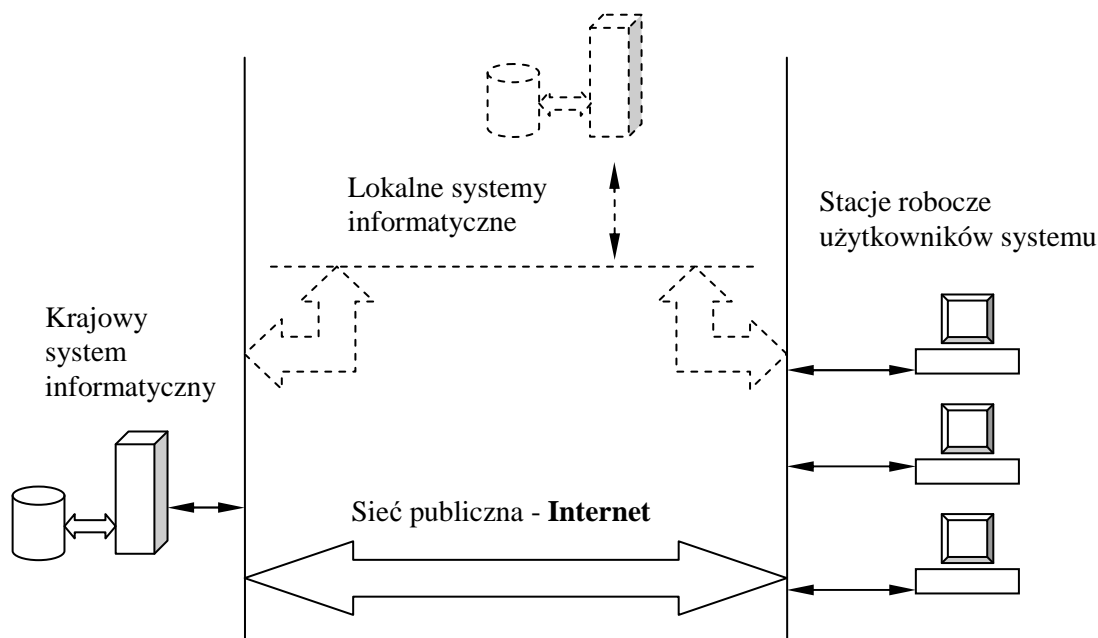 Lokalne systemy
informatyczne
Stacje robocze
użytkowników systemu
Krajowy
system
informatyczny
Sieć publiczna - Internet